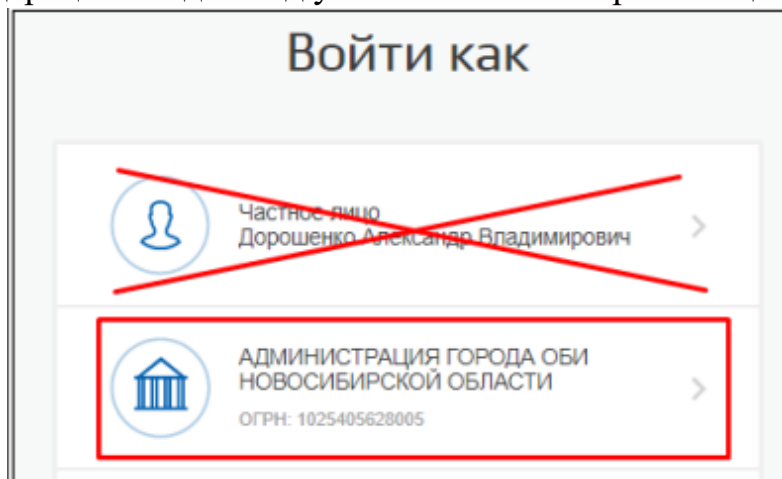 Войти как
Частное лицо
Дорошенко Александр Владимирович
АДМИНИСТРАЦИЯ ГОРОДА ОБИ
НОВОСИБИРСКОЙ ОБЛАСТИ
ОГРН: 1025405628005